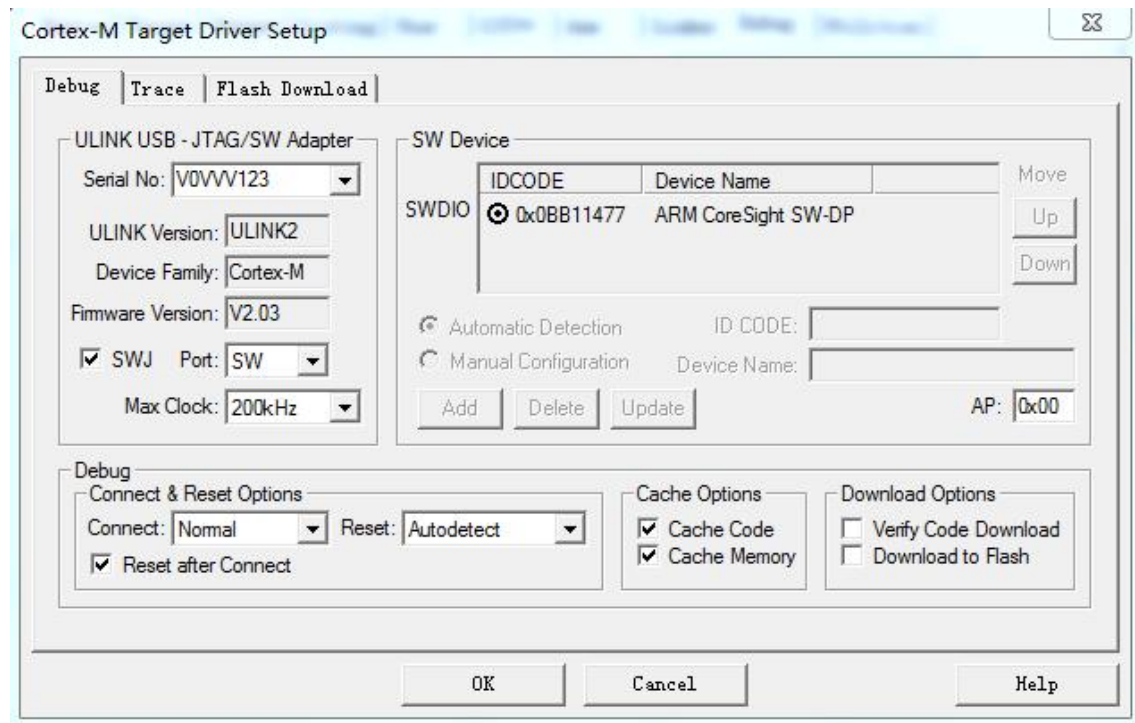 Cortex-M Target Driver Setup
Debug Trace Flash Download
ULINK USB - JTAG/SW Adapter
Serial No: V0VVV123
ULINK Version: ULINK2
Device Family: Cortex-M
Firmware Version: V2.03
SWJ Port: SW
Max Clock: 200kHz
SW Device
IDCODE Device Name
SWDIO 0x0BB11477 ARM CoreSight SW-DP
Move
Up
Down
Automatic Detection ID CODE:
Manual Configuration Device Name:
Add Delete Update AP: 0x00
Debug
Connect & Reset Options
Connect: Normal Reset: Autodetect
Reset after Connect
Cache Options
Cache Code
Cache Memory
Download Options
Verify Code Download
Download to Flash
OK Cancel Help